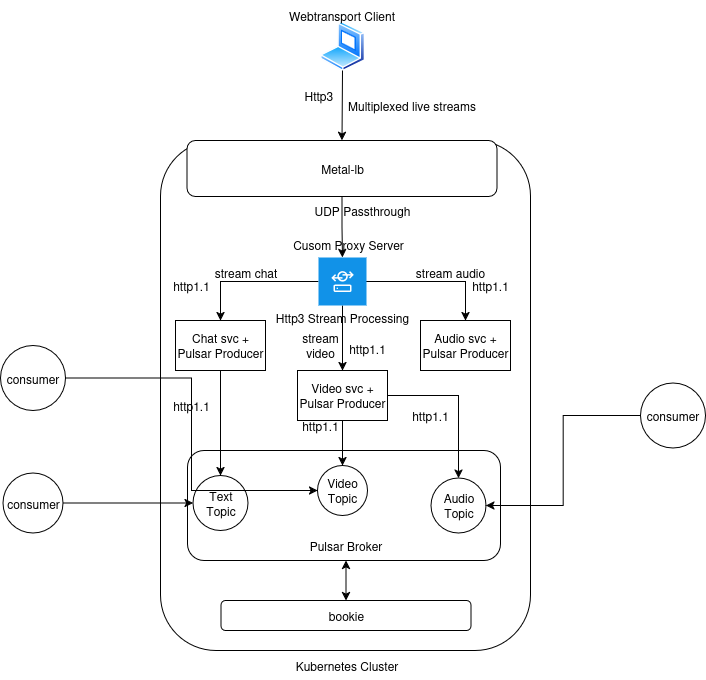 Webtransport Client
Http3
Multiplexed live streams
Metal-lb
UDP Passthrough
Cusom Proxy Server
stream chat
stream audio
http1.1
http1.1
Http3 Stream Processing
Chat svc +
Pulsar Producer
stream
video
http1.1
Audio svc +
Pulsar Producer
consumer
Video svc +
Pulsar Producer
http1.1
http1.1
http1.1
consumer
consumer
Text
Topic
Video
Topic
Audio
Topic
Pulsar Broker
bookie
Kubernetes Cluster